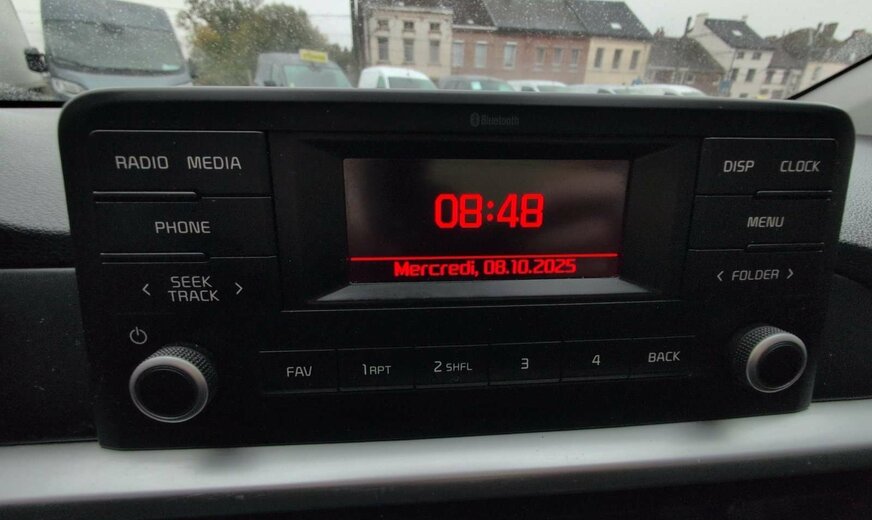 Bluetooth
RADIO MEDIA
PHONE
< SEEK >
TRACK
08:48
Mercredi, 08.10.2025
DISP CLOCK
MENU
< FOLDER >
FAV 1 RPT 2 SHFL 3 4 BACK